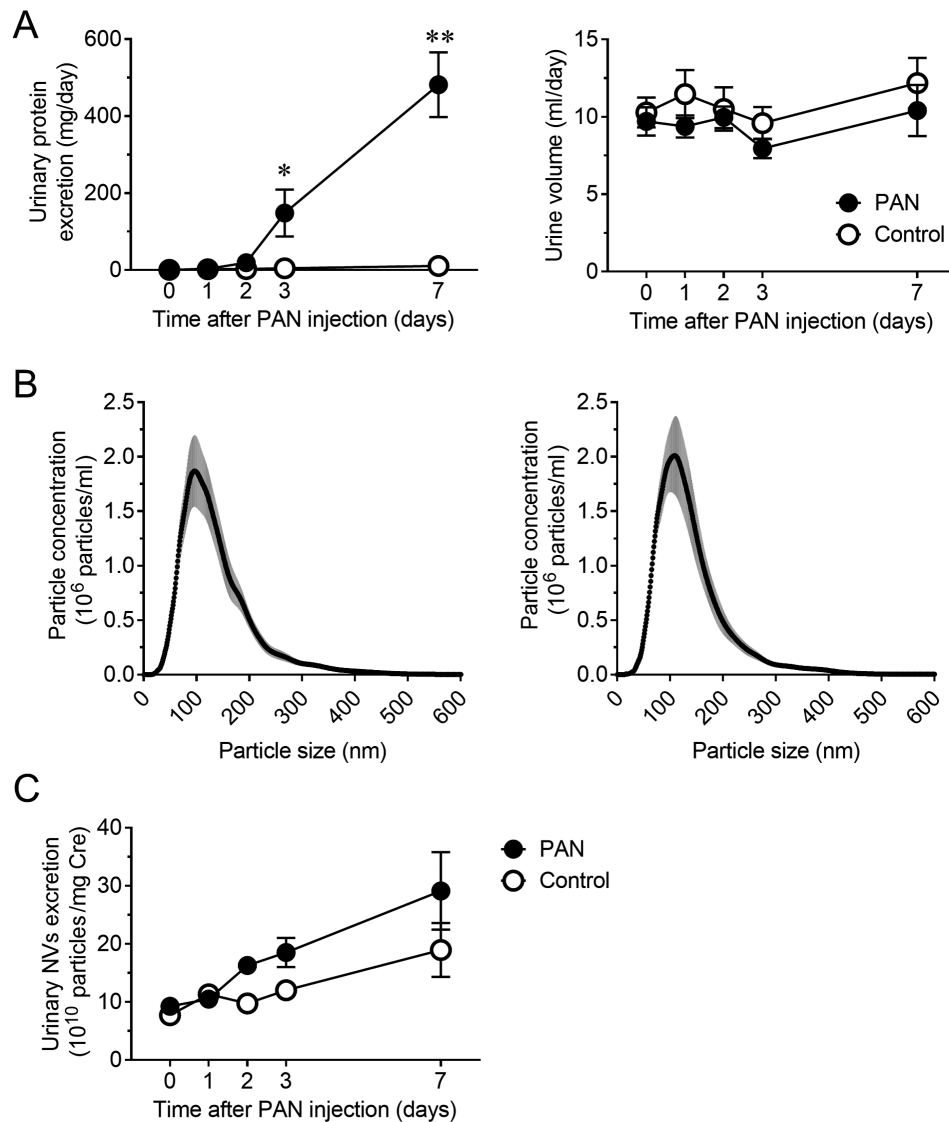 A
600
400
200
0
Urinary protein
excretion (mg/day)
*
**
0 1 2 3 7
Time after PAN injection (days)
15
10
5
0
Urine volume (ml/day)
PAN
Control
0 1 2 3 7
Time after PAN injection (days)
B
2.5
2.0
1.5
1.0
0.5
0.0
Particle concentration
(10⁶ particles/ml)
0 100 200 300 400 500 600
Particle size (nm)
2.5
2.0
1.5
1.0
0.5
0.0
Particle concentration
(10⁶ particles/ml)
0 100 200 300 400 500 600
Particle size (nm)
C
40
30
20
10
0
Urinary NVs excretion
(10¹⁰ particles /mg Cre)
PAN
Control
0 1 2 3 7
Time after PAN injection (days)